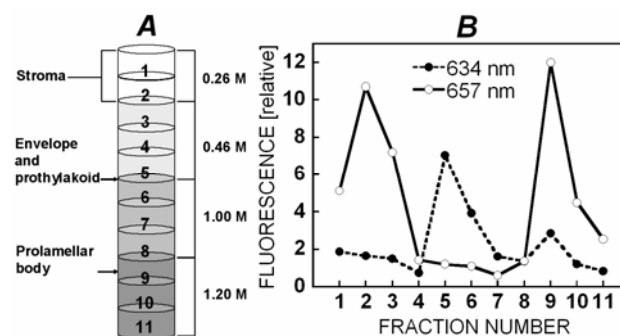 A
Stroma
1
2
0.26 M
3
4
0.46 M
Envelope
and
prothylakoid
5
6
7
8
1.00 M
Prolamellar
body
9
10
11
1.20 M
B
634 nm
657 nm
FLUORESCENCE [relative]
12
10
8
6
4
2
0
1 2 3 4 5 6 7 8 9 10 11
FRACTION NUMBER